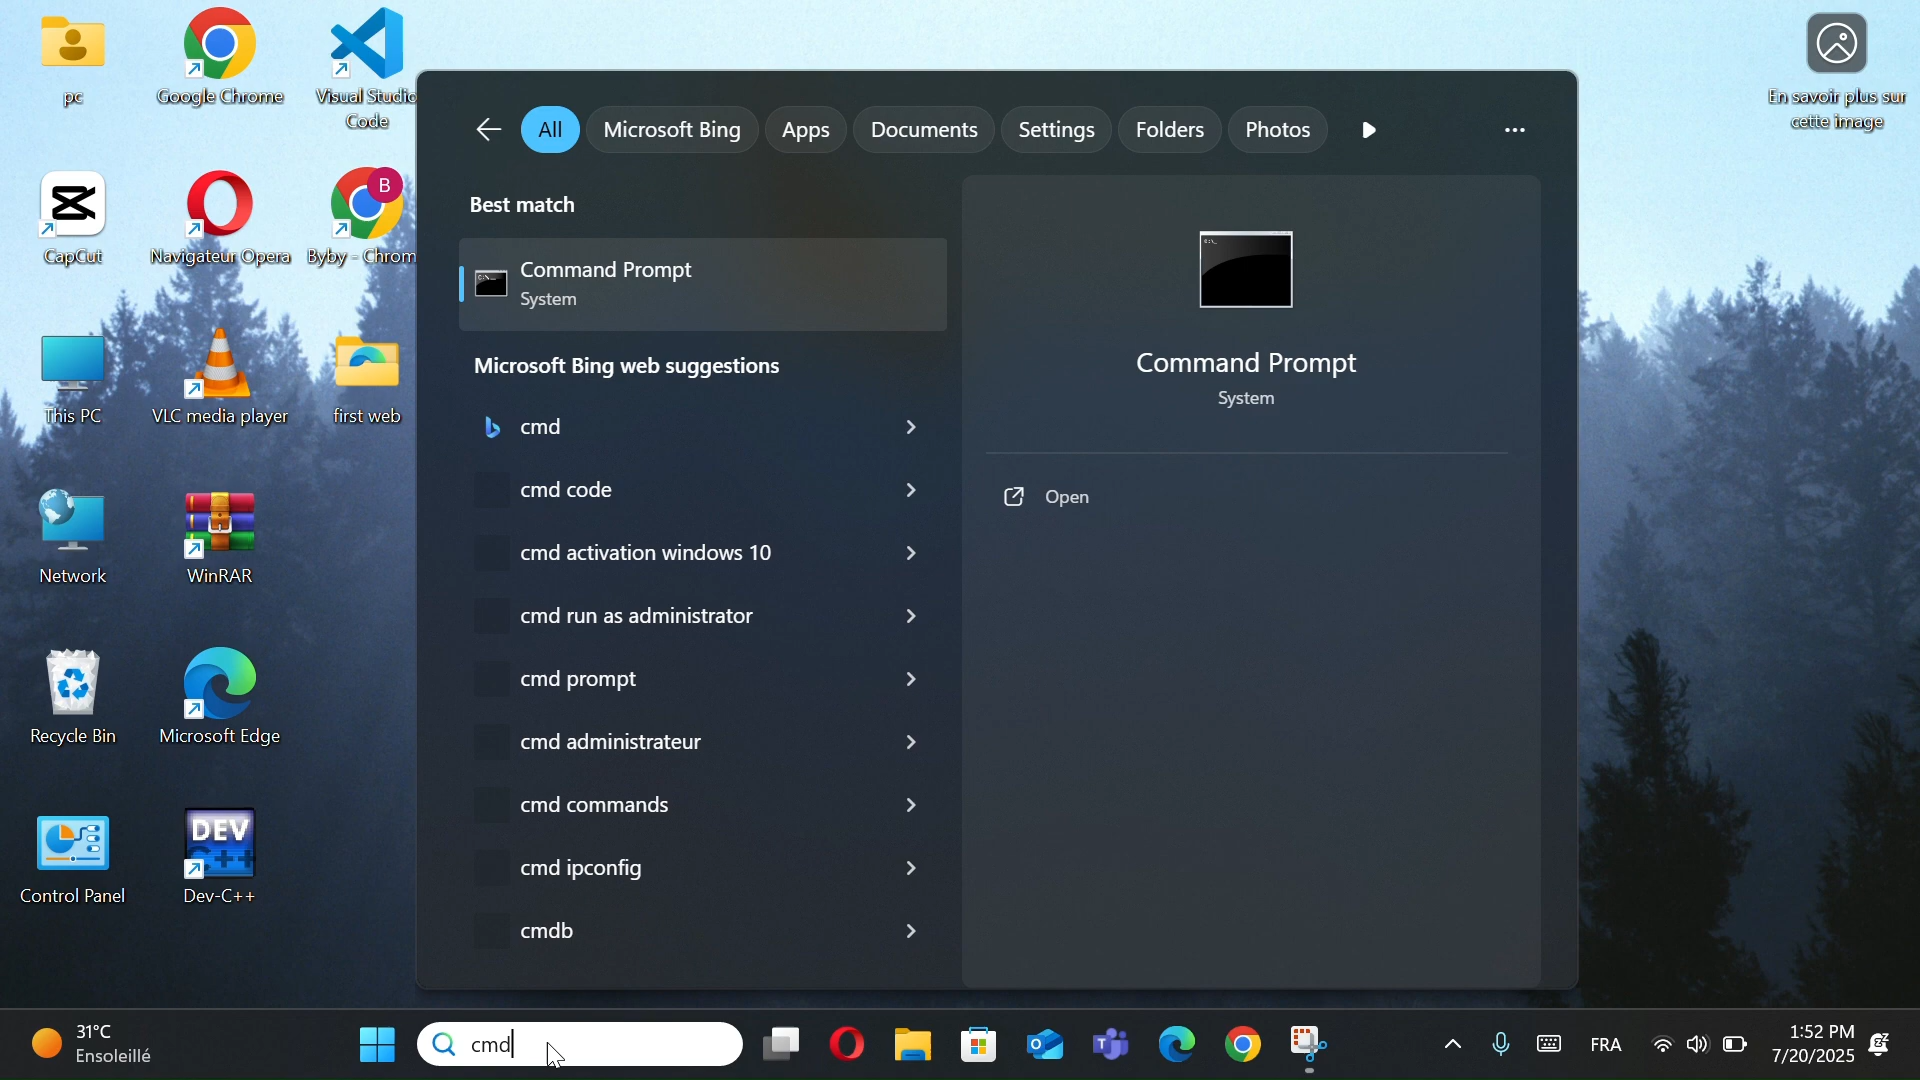 pc
Google Chrome
Visual Studio
Code
En savoir plus sur
cette image
CapCut
Navigateur Opera
B
Byby - Chrom
This PC
VLC media player
first web
Network
WinRAR
Recycle Bin
Microsoft Edge
Control Panel
DEV
C++
Dev-C++
All
Microsoft Bing
Apps
Documents
Settings
Folders
Photos
Best match
Command Prompt
System
Microsoft Bing web suggestions
cmd
cmd code
cmd activation windows 10
cmd run as administrator
cmd prompt
cmd administrateur
cmd commands
cmd ipconfig
cmdb
C:\_
Command Prompt
System
Open
31°C
Ensoleillé
cmd
FRA
1:52 PM
7/20/2025